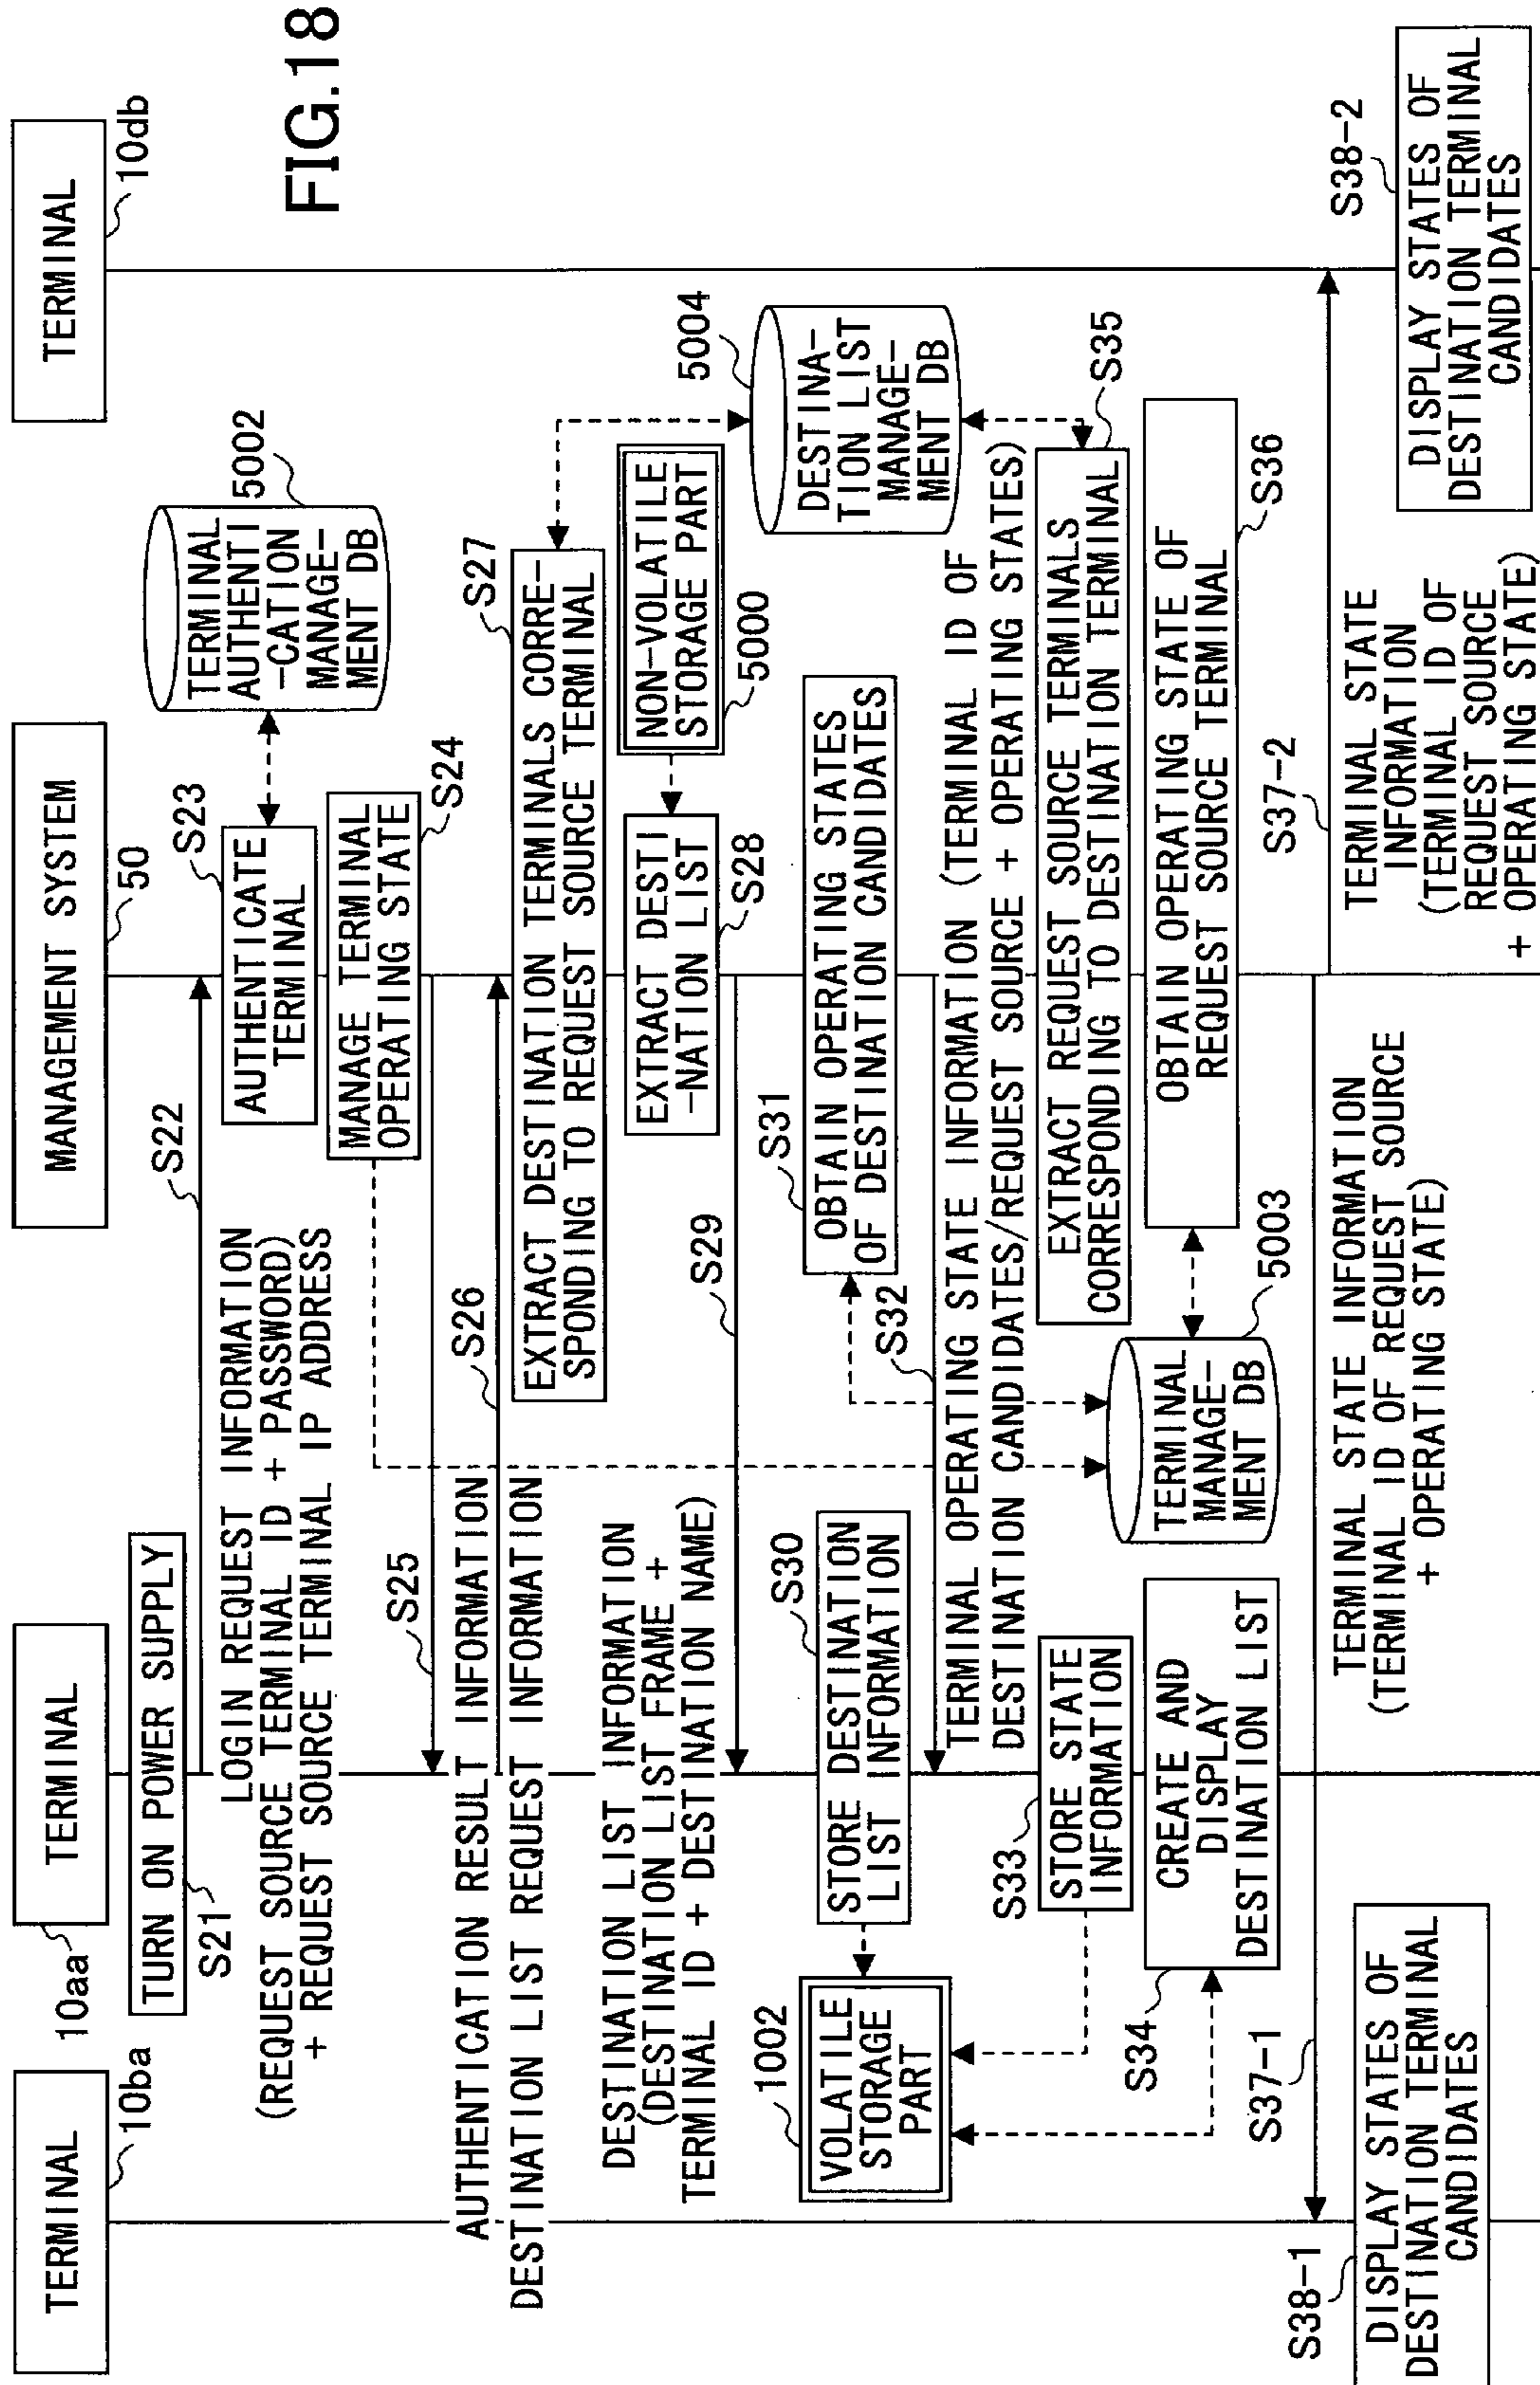 FIG.18
TERMINAL
10ba
TERMINAL
10aa
MANAGEMENT SYSTEM
50
TERMINAL
10db
TURN ON POWER SUPPLY
S21
S22
LOGIN REQUEST INFORMATION
(REQUEST SOURCE TERMINAL ID + PASSWORD)
+ REQUEST SOURCE TERMINAL IP ADDRESS
S23
AUTHENTICATE
TERMINAL
5002
TERMINAL
AUTHENTI
-CATION
MANAGE-
MENT DB
MANAGE TERMINAL
OPERATING STATE
S24
S25
AUTHENTICATION RESULT INFORMATION
S26
DESTINATION LIST REQUEST INFORMATION
S27
EXTRACT DESTINATION TERMINALS CORRE-
SPONDING TO REQUEST SOURCE TERMINAL
NON-VOLATILE
STORAGE PART
5000
5004
DESTINA-
TION LIST
MANAGE-
MENT DB
EXTRACT DESTI
-NATION LIST
S28
DESTINATION LIST INFORMATION
(DESTINATION LIST FRAME +
TERMINAL ID + DESTINATION NAME)
S29
S30
STORE DESTINATION
LIST INFORMATION
1002
VOLATILE
STORAGE
PART
S31
OBTAIN OPERATING STATES
OF DESTINATION CANDIDATES
S32
TERMINAL OPERATING STATE INFORMATION (TERMINAL ID OF
DESTINATION CANDIDATES/REQUEST SOURCE + OPERATING STATES)
S33
STORE STATE
INFORMATION
S34
CREATE AND
DISPLAY
DESTINATION LIST
EXTRACT REQUEST SOURCE TERMINALS
CORRESPONDING TO DESTINATION TERMINAL
S35
TERMINAL
MANAGE-
MENT DB
5003
OBTAIN OPERATING STATE OF
REQUEST SOURCE TERMINAL
S36
S37-1
TERMINAL STATE INFORMATION
(TERMINAL ID OF REQUEST SOURCE
+ OPERATING STATE)
S37-2
TERMINAL STATE
INFORMATION
(TERMINAL ID OF
REQUEST SOURCE
+ OPERATING STATE)
S38-1
DISPLAY STATES OF
DESTINATION TERMINAL
CANDIDATES
S38-2
DISPLAY STATES OF
DESTINATION TERMINAL
CANDIDATES